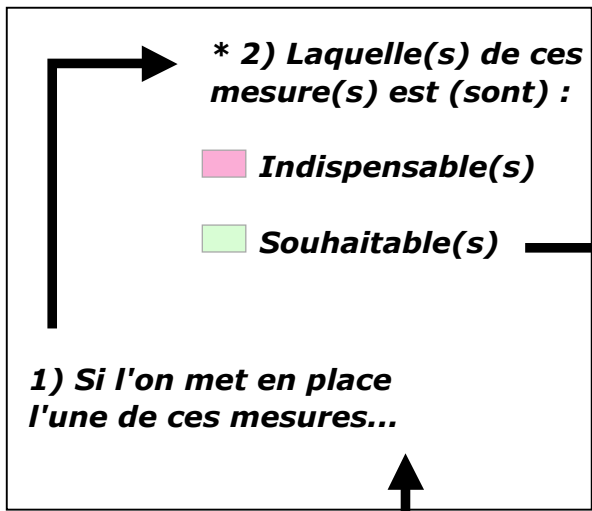 * 2) Laquelle(s) de ces
mesure(s) est (sont) :
Indispensable(s)
Souhaitable(s)
1) Si l'on met en place
l'une de ces mesures...